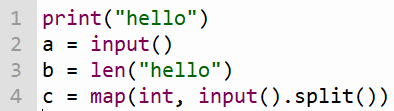 1 print("hello")
2 a = input()
3 b = len("hello")
4 c = map(int, input().split())